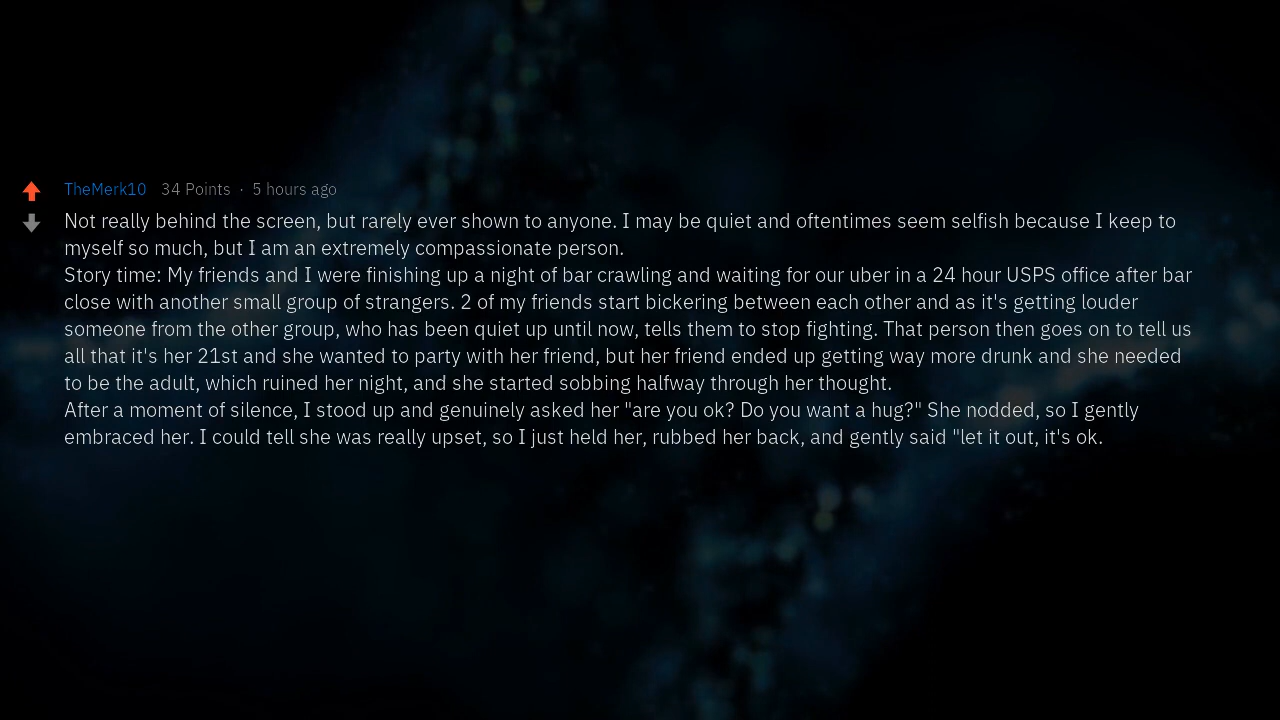 TheMerk10 34 Points · 5 hours ago
Not really behind the screen, but rarely ever shown to anyone. I may be quiet and oftentimes seem selfish because I keep to
myself so much, but I am an extremely compassionate person.
Story time: My friends and I were finishing up a night of bar crawling and waiting for our uber in a 24 hour USPS office after bar
close with another small group of strangers. 2 of my friends start bickering between each other and as it's getting louder
someone from the other group, who has been quiet up until now, tells them to stop fighting. That person then goes on to tell us
all that it's her 21st and she wanted to party with her friend, but her friend ended up getting way more drunk and she needed
to be the adult, which ruined her night, and she started sobbing halfway through her thought.
After a moment of silence, I stood up and genuinely asked her "are you ok? Do you want a hug?" She nodded, so I gently
embraced her. I could tell she was really upset, so I just held her, rubbed her back, and gently said "let it out, it's ok.